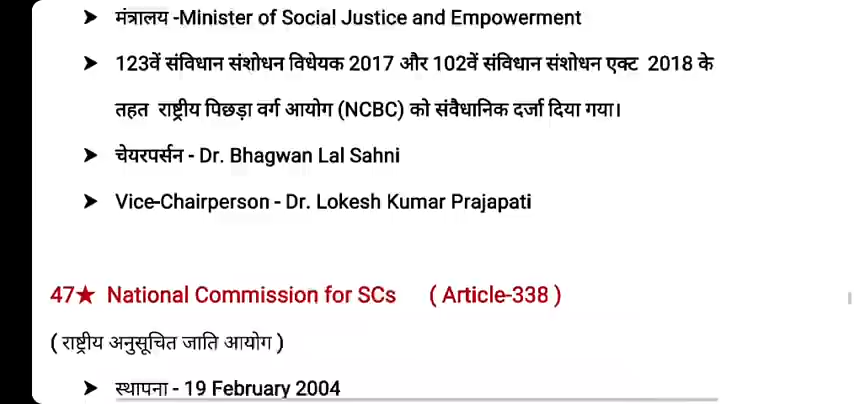 ➤ मंत्रालय -Minister of Social Justice and Empowerment
➤ 123वें संविधान संशोधन विधेयक 2017 और 102वें संविधान संशोधन एक्ट 2018 के
तहत राष्ट्रीय पिछड़ा वर्ग आयोग (NCBC) को संवैधानिक दर्जा दिया गया।
➤ चेयरपर्सन - Dr. Bhagwan Lal Sahni
➤ Vice-Chairperson - Dr. Lokesh Kumar Prajapati
47★ National Commission for SCs ( Article-338 )
( राष्ट्रीय अनुसूचित जाति आयोग )
➤ स्थापना - 19 February 2004